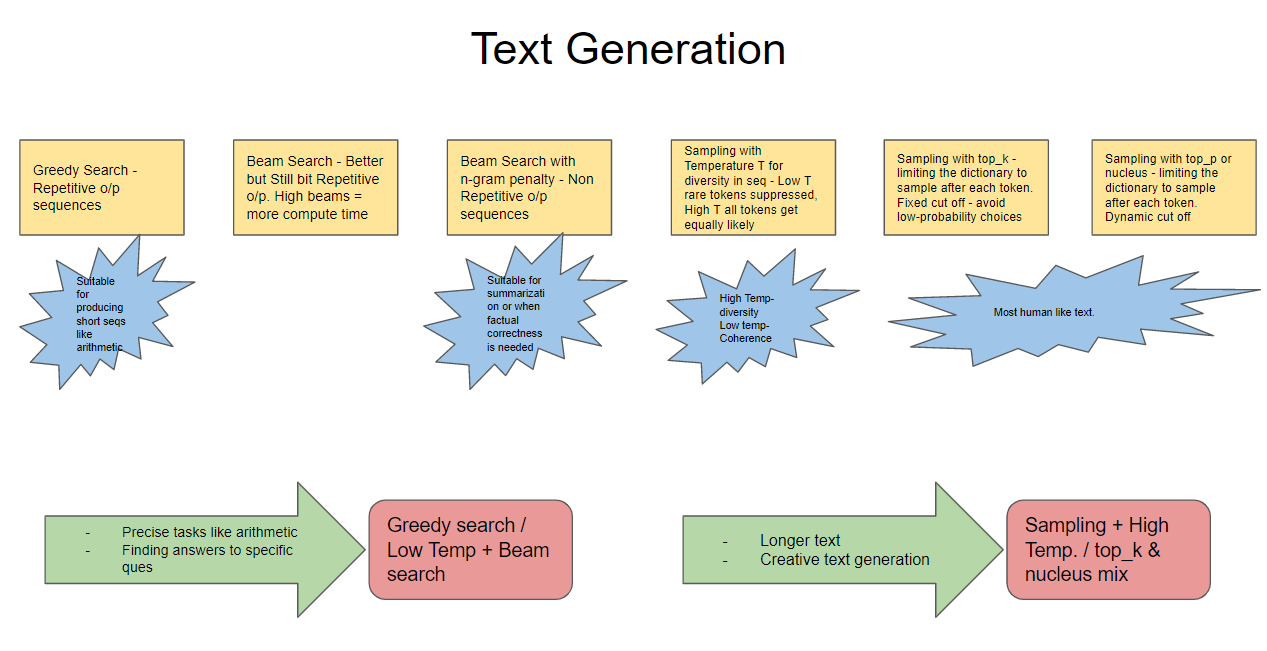 Text Generation
Greedy Search -
Repetitive o/p
sequences
Beam Search - Better
but Still bit Repetitive
o/p. High beams =
more compute time
Beam Search with
n-gram penalty - Non
Repetitive o/p
sequences
Sampling with
Temperature T for
diversity in seq - Low T
rare tokens suppressed,
High T all tokens get
equally likely
Sampling with top_k -
limiting the dictionary to
sample after each token.
Fixed cut off - avoid
low-probability choices
Sampling with top_p or
nucleus - limiting the
dictionary to sample
after each token.
Dynamic cut off
Suitable
for
producing
short seqs
like
arithmetic
Suitable for
summarizati
on or when
factual
correctness
is needed
High Temp-
diversity
Low temp-
Coherence
Most human like text.
- Precise tasks like arithmetic
- Finding answers to specific
ques
Greedy search /
Low Temp + Beam
search
- Longer text
- Creative text generation
Sampling + High
Temp. / top_k &
nucleus mix